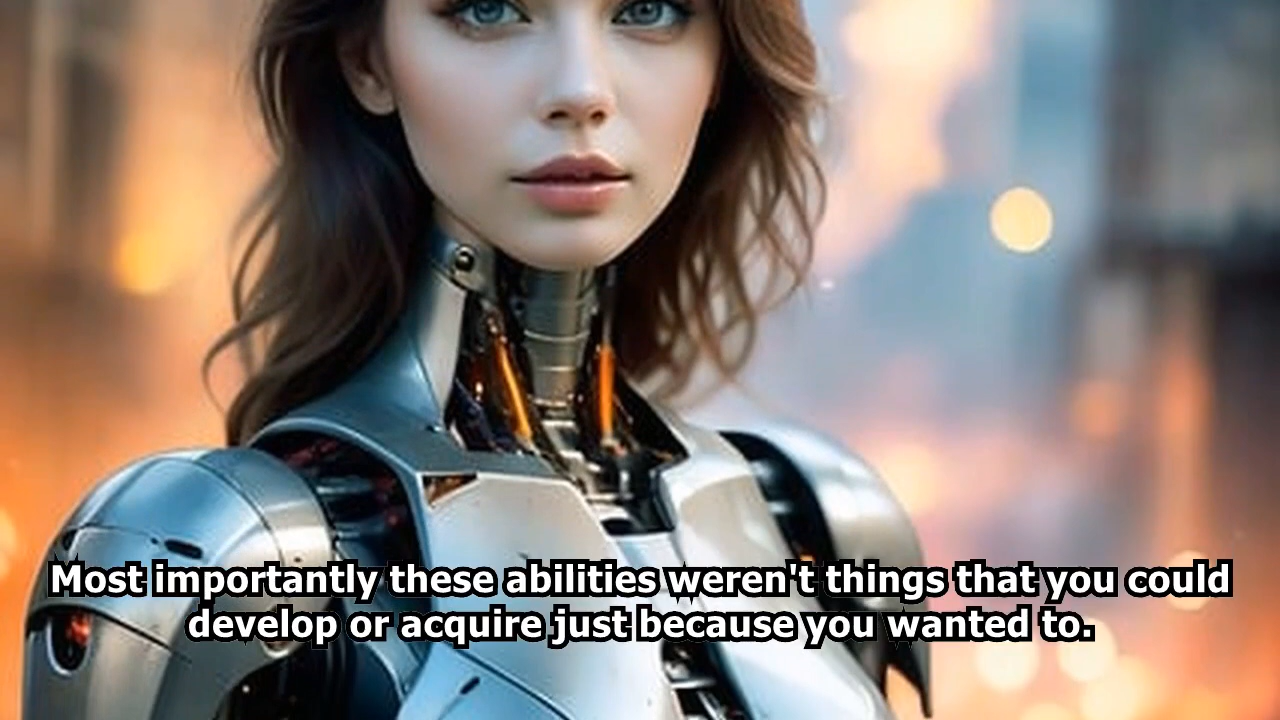 Most importantly these abilities weren't things that you could
develop or acquire just because you wanted to.